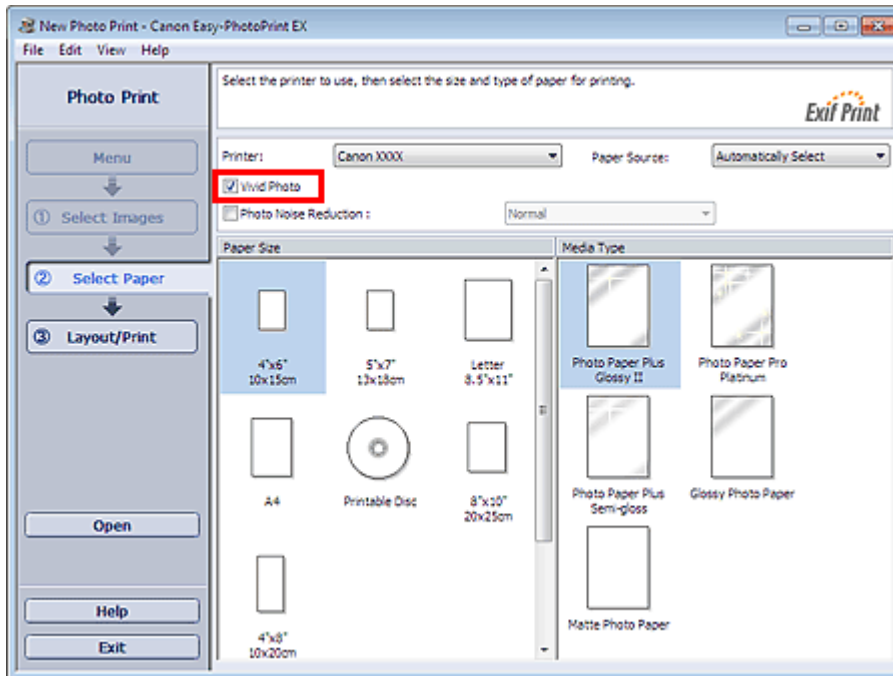 New Photo Print - Canon Easy-PhotoPrint EX
File Edit View Help
Photo Print
Menu
① Select Images
② Select Paper
③ Layout/Print
Open
Help
Exit
Select the printer to use, then select the size and type of paper for printing.
Exif Print
Printer: Canon XXXX Paper Source: Automatically Select
Vivid Photo
Photo Noise Reduction : Normal
Paper Size
4"x6"
10x15cm
5"x7"
13x18cm
Letter
8.5"x11"
A4
Printable Disc
8"x10"
20x25cm
4"x8"
10x20cm
Media Type
Photo Paper Plus
Glossy II
Photo Paper Pro
Platinum
Photo Paper Plus
Semi-gloss
Glossy Photo Paper
Matte Photo Paper